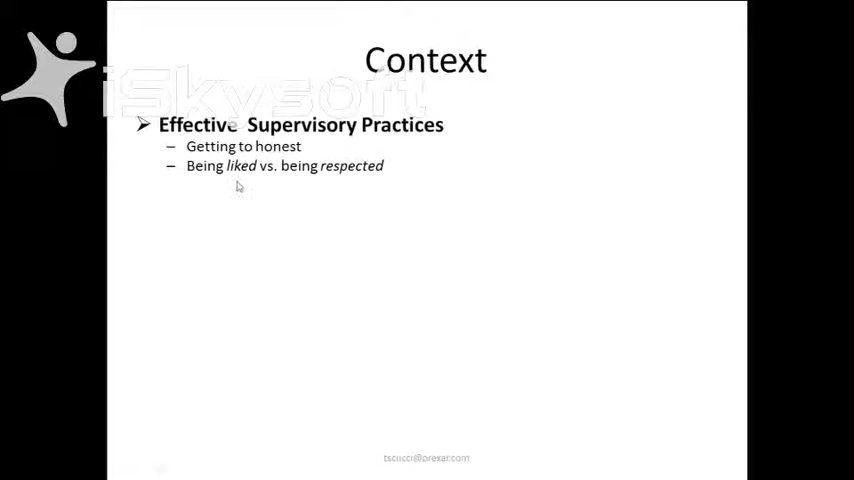 Context
iSkysoft
➢ Effective Supervisory Practices
– Getting to honest
– Being liked vs. being respected
tscucci@prexar.com